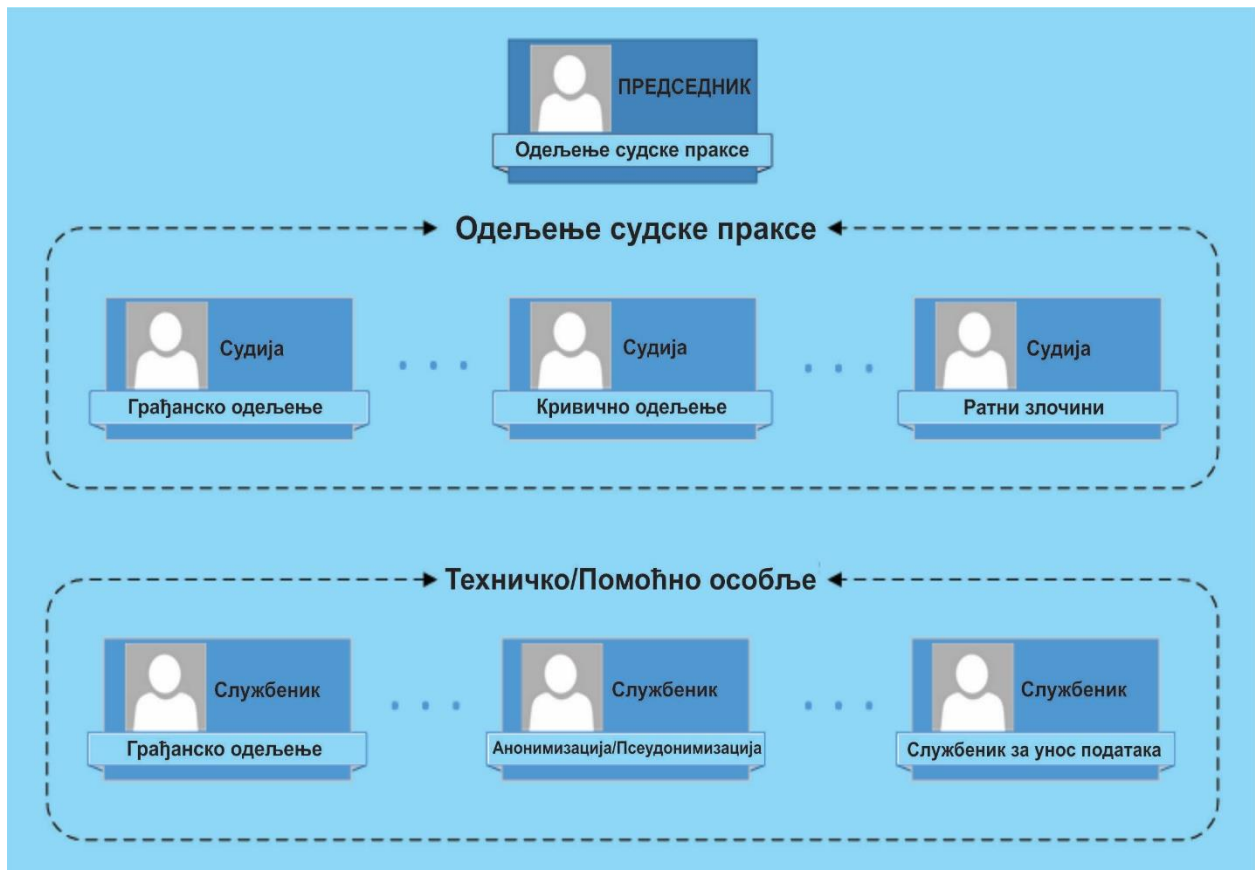 ПРЕДСЕДНИК
Одељење судске праксе
Одељење судске праксе
Судија
Грађанско одељење
Судија
Кривично одељење
Судија
Ратни злочини
Техничко/Помоћно особље
Службеник
Грађанско одељење
Службеник
Анонимизација/Псеудонимизација
Службеник
Службеник за унос података